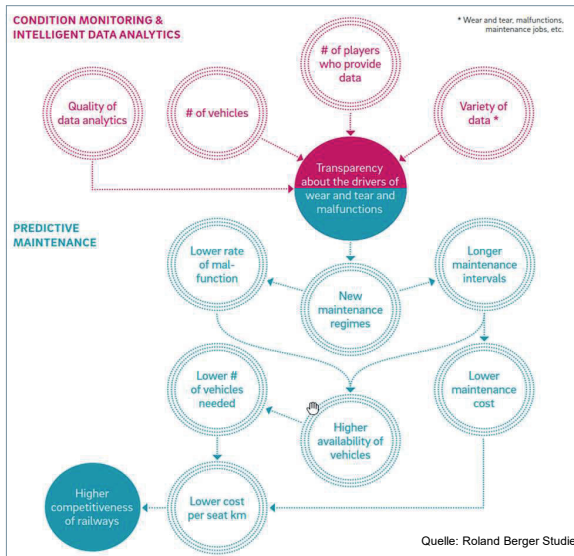 CONDITION MONITORING &
INTELLIGENT DATA ANALYTICS
* Wear and tear, malfunctions,
maintenance jobs, etc.
# of players
who provide
data
Quality of
data analytics
# of vehicles
Variety of
data *
Transparency
about the drivers of
wear and tear and
malfunctions
PREDICTIVE
MAINTENANCE
Lower rate
of mal-
function
New
maintenance
regimes
Longer
maintenance
intervals
Lower #
of vehicles
needed
Higher
availability of
vehicles
Lower
maintenance
cost
Higher
competitiveness
of railways
Lower cost
per seat km
Quelle: Roland Berger Studie